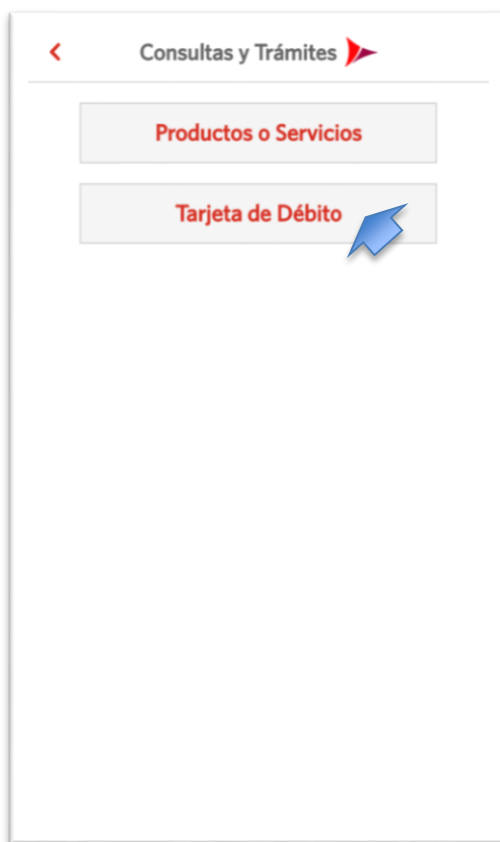 Consultas y Trámites
Productos o Servicios
Tarjeta de Débito